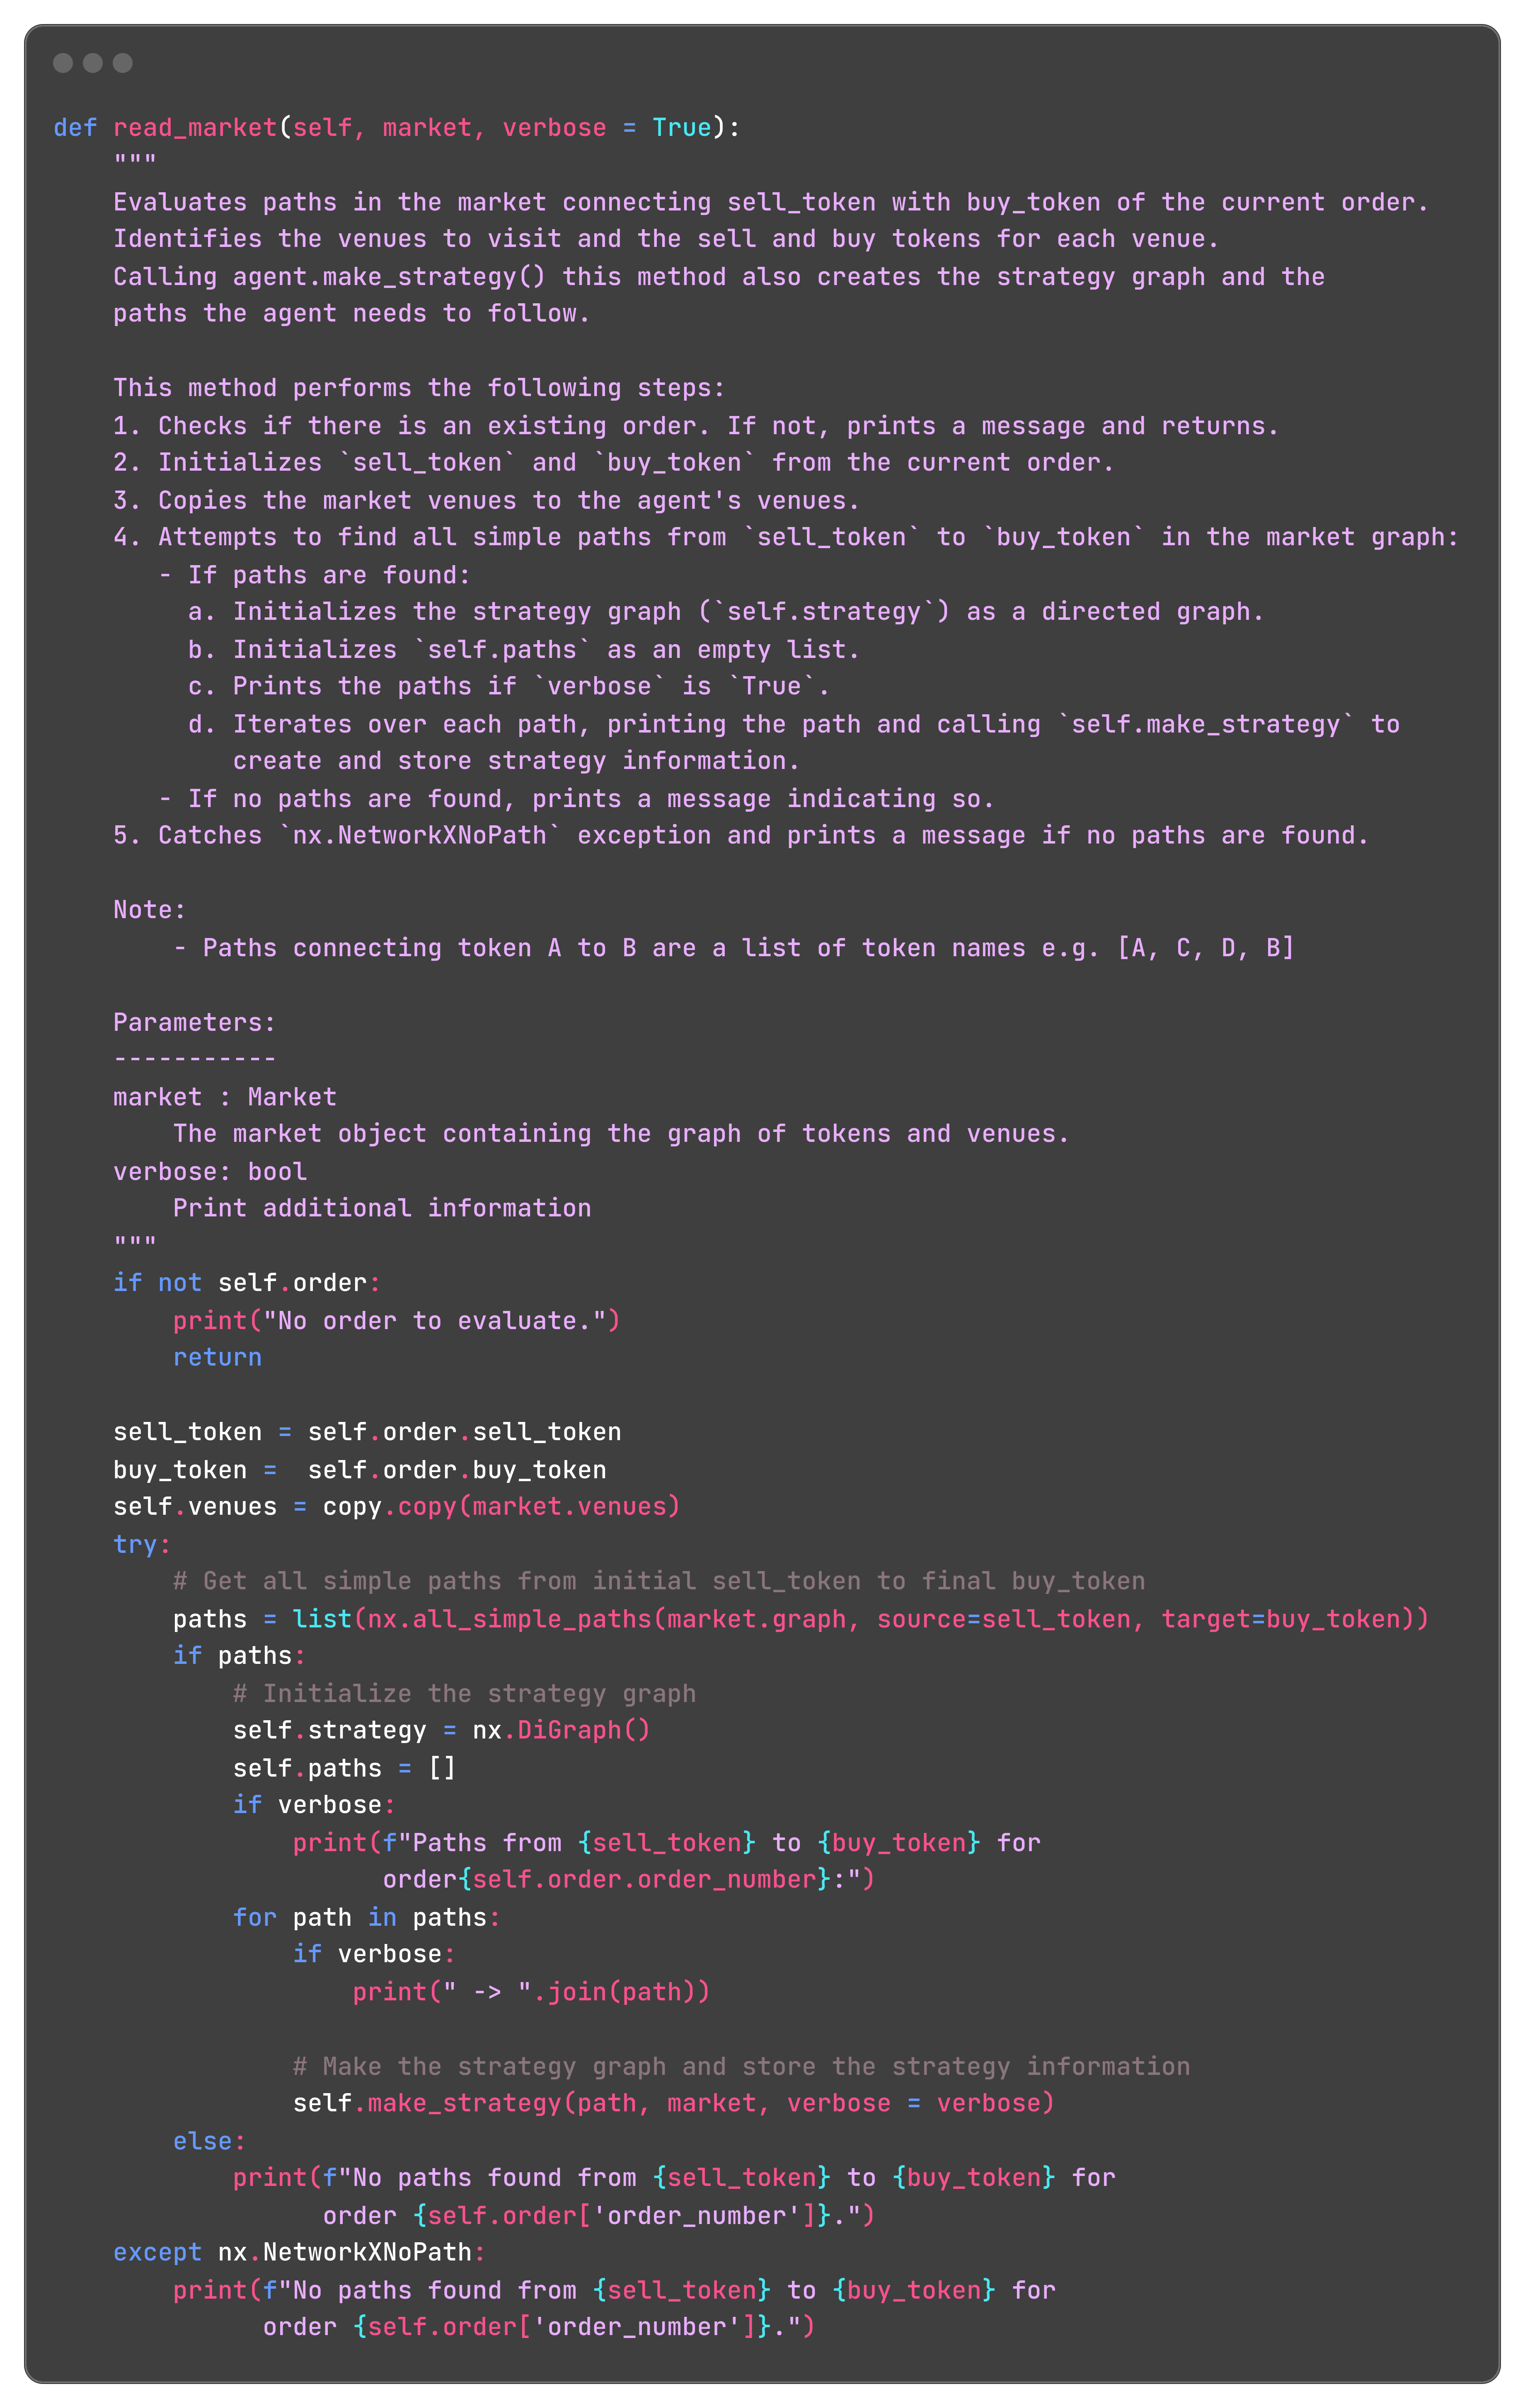 def read_market(self, market, verbose = True):
    """
    Evaluates paths in the market connecting sell_token with buy_token of the current order.
    Identifies the venues to visit and the sell and buy tokens for each venue.
    Calling agent.make_strategy() this method also creates the strategy graph and the
    paths the agent needs to follow.

    This method performs the following steps:
    1. Checks if there is an existing order. If not, prints a message and returns.
    2. Initializes `sell_token` and `buy_token` from the current order.
    3. Copies the market venues to the agent's venues.
    4. Attempts to find all simple paths from `sell_token` to `buy_token` in the market graph:
       - If paths are found:
         a. Initializes the strategy graph (`self.strategy`) as a directed graph.
         b. Initializes `self.paths` as an empty list.
         c. Prints the paths if `verbose` is `True`.
         d. Iterates over each path, printing the path and calling `self.make_strategy` to
            create and store strategy information.
       - If no paths are found, prints a message indicating so.
    5. Catches `nx.NetworkXNoPath` exception and prints a message if no paths are found.

    Note:
        - Paths connecting token A to B are a list of token names e.g. [A, C, D, B]

    Parameters:
    -----------
    market : Market
        The market object containing the graph of tokens and venues.
    verbose: bool
        Print additional information
    """
    if not self.order:
        print("No order to evaluate.")
        return

    sell_token = self.order.sell_token
    buy_token =  self.order.buy_token
    self.venues = copy.copy(market.venues)
    try:
        # Get all simple paths from initial sell_token to final buy_token
        paths = list(nx.all_simple_paths(market.graph, source=sell_token, target=buy_token))
        if paths:
            # Initialize the strategy graph
            self.strategy = nx.DiGraph()
            self.paths = []
            if verbose:
                print(f"Paths from {sell_token} to {buy_token} for
                      order{self.order.order_number}:")
            for path in paths:
                if verbose:
                    print(" -> ".join(path))

                # Make the strategy graph and store the strategy information
                self.make_strategy(path, market, verbose = verbose)
        else:
            print(f"No paths found from {sell_token} to {buy_token} for
                  order {self.order['order_number']}.")
    except nx.NetworkXNoPath:
        print(f"No paths found from {sell_token} to {buy_token} for
              order {self.order['order_number']}.")